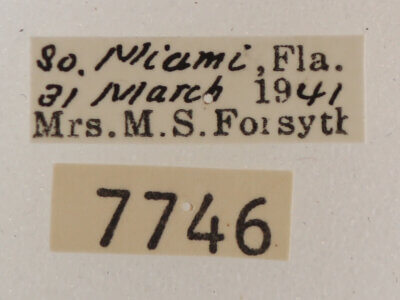 So. Miami, Fla.
31 March 1941
Mrs. M. S. Forsyth
7746